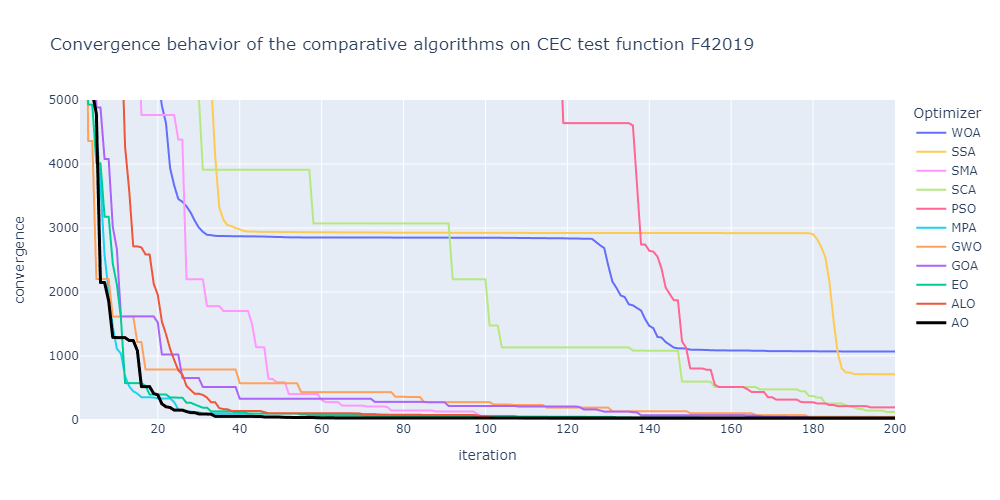 Convergence behavior of the comparative algorithms on CEC test function F42019
5000
4000
3000
2000
1000
0
convergence
20
40
60
80
100
120
140
160
180
200
iteration
Optimizer
WOA
SSA
SMA
SCA
PSO
MPA
GWO
GOA
EO
ALO
AO